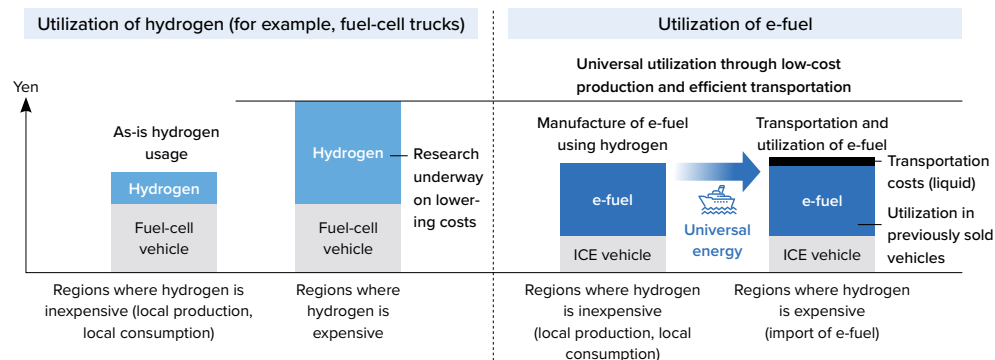 Utilization of hydrogen (for example, fuel-cell trucks)
Utilization of e-fuel
Universal utilization through low-cost
production and efficient transportation
Yen
As-is hydrogen
usage
Hydrogen
Fuel-cell
vehicle
Hydrogen
Fuel-cell
vehicle
Research
underway
on lower-
ing costs
Regions where hydrogen is
inexpensive (local production,
local consumption)
Regions where
hydrogen is
expensive
Manufacture of e-fuel
using hydrogen
e-fuel
ICE vehicle
Universal
energy
Transportation and
utilization of e-fuel
e-fuel
ICE vehicle
Transportation
costs (liquid)
Utilization in
previously sold
vehicles
Regions where hydrogen
is inexpensive
(local production, local
consumption)
Regions where hydrogen
is expensive
(import of e-fuel)